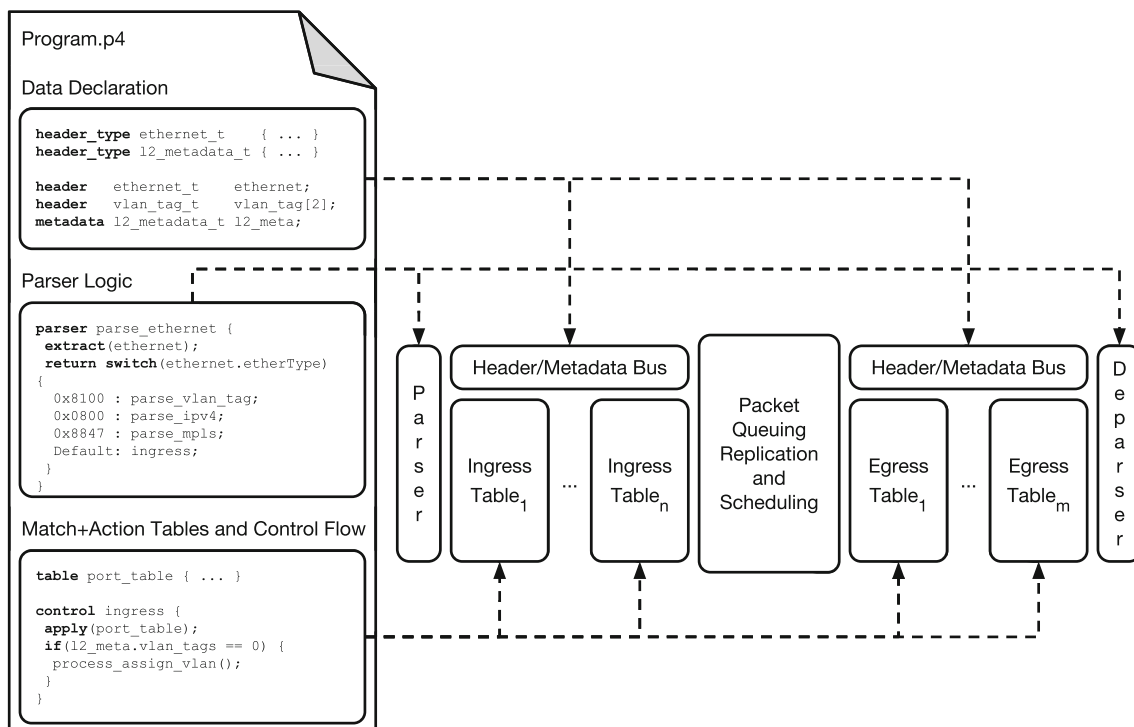 Program.p4
Data Declaration
header_type ethernet_t { ... }
header_type l2_metadata_t { ... }
header ethernet_t ethernet;
header vlan_tag_t vlan_tag[2];
metadata l2_metadata_t l2_meta;
Parser Logic
parser parse_ethernet {
extract(ethernet);
return switch(ethernet.etherType)
{
0x8100 : parse_vlan_tag;
0x0800 : parse_ipv4;
0x8847 : parse_mpls;
Default: ingress;
}
}
Match+Action Tables and Control Flow
table port_table { ... }
control ingress {
apply(port_table);
if(l2_meta.vlan_tags == 0) {
process_assign_vlan();
}
}
Parser
Header/Metadata Bus
Ingress
Table1
...
Ingress
Tablen
Packet
Queuing
Replication
and
Scheduling
Header/Metadata Bus
Egress
Table1
...
Egress
Tablem
Deparser